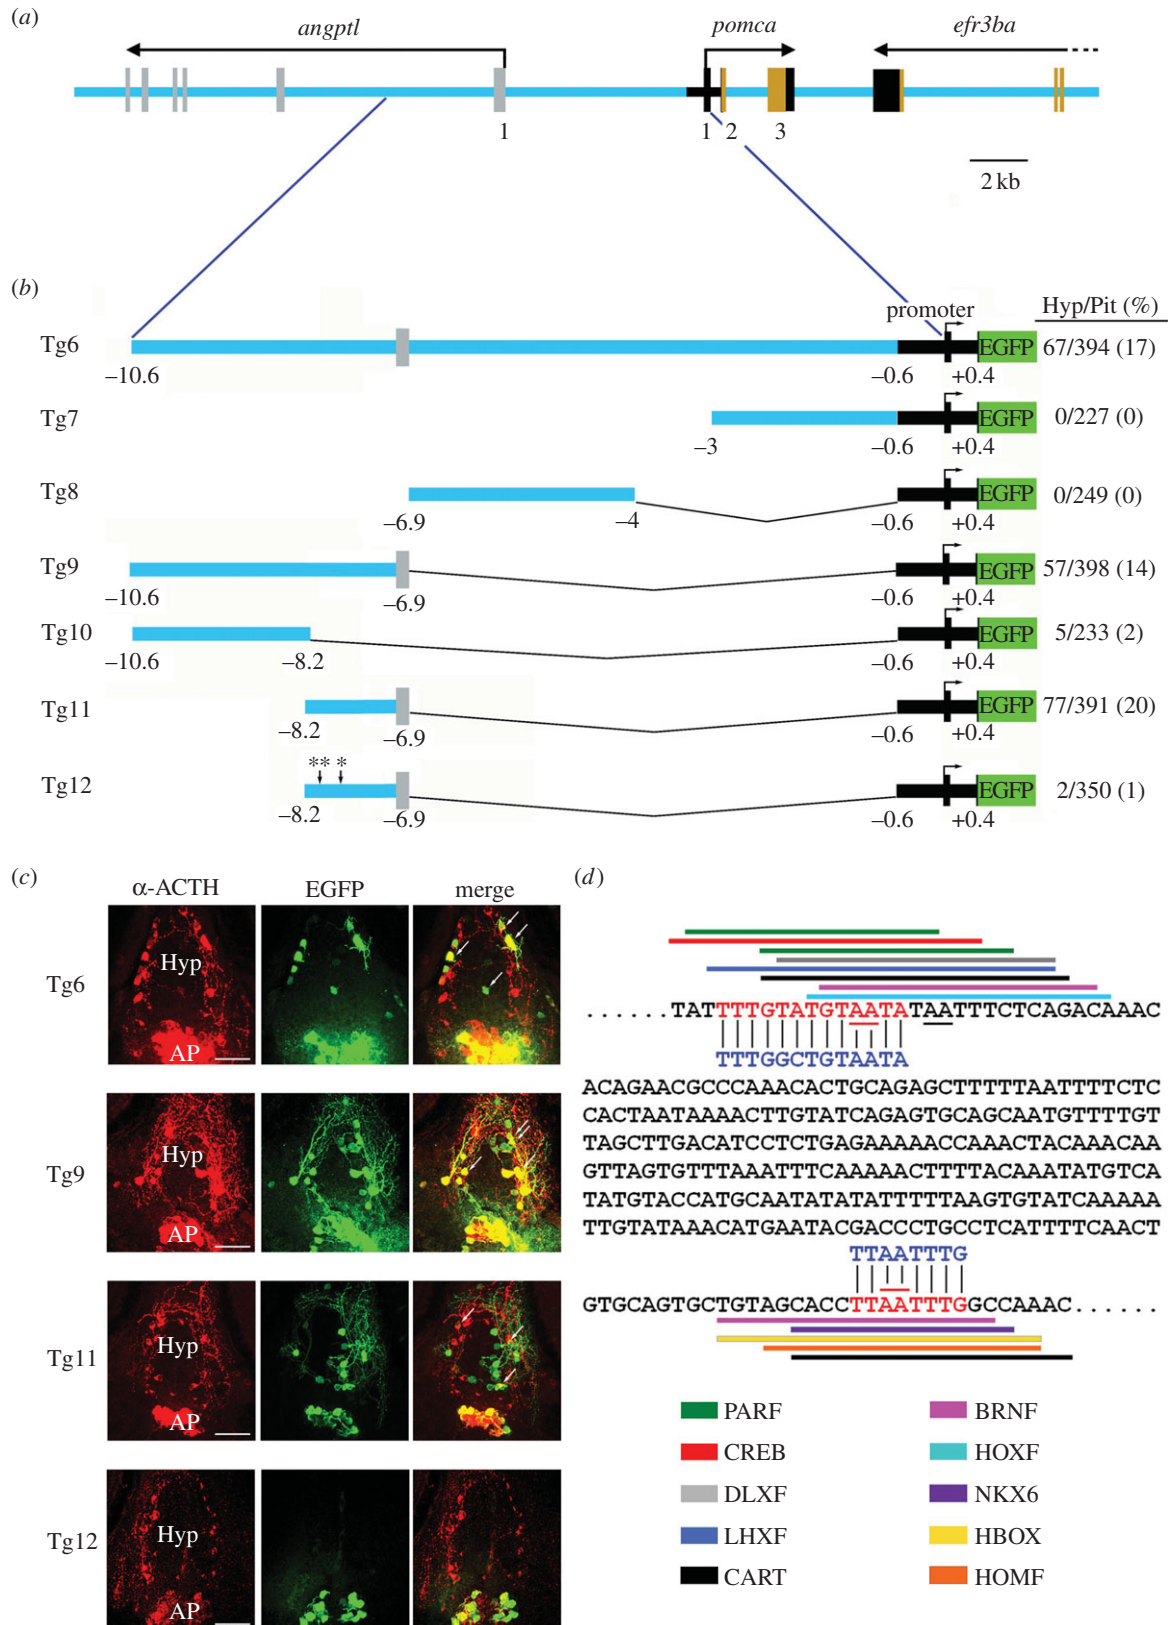 (a)
angptl pomca efr3ba
1 1 2 3
2 kb
(b)
promoter Hyp/Pit (%)
Tg6 EGFP 67/394 (17)
–10.6 –0.6 +0.4
Tg7 EGFP 0/227 (0)
–3 –0.6 +0.4
Tg8 EGFP 0/249 (0)
–6.9 –4 –0.6 +0.4
Tg9 EGFP 57/398 (14)
–10.6 –6.9 –0.6 +0.4
Tg10 EGFP 5/233 (2)
–10.6 –8.2 –0.6 +0.4
Tg11 EGFP 77/391 (20)
–8.2 –6.9 –0.6 +0.4
** *
Tg12 EGFP 2/350 (1)
–8.2 –6.9 –0.6 +0.4
(c)
α-ACTH EGFP merge
Tg6 Hyp
AP
Tg9 Hyp
AP
Tg11 Hyp
AP
Tg12 Hyp
AP
(d)
......TATTTTGTATGTAATATAATTTCTCAGACAAAC
TTTGGCTGTAATA
ACAGAACGCCCAAACACTGCAGAGCTTTTTAATTTTCTC
CACTAATAAAACTTGTATCAGAGTGCAGCAATGTTTTGT
TAGCTTGACATCCTCTGAGAAAAACCAAACTACAAACAA
GTTAGTGTTTAAATTTCAAAAACTTTTACAAATATGTCA
TATGTACCATGCAATATATATTTTTAAGTGTATCAAAAA
TTGTATAAACATGAATACGACCCTGCCTCATTTTCAACT
TTAATTTG
GTGCAGTGCTGTAGCACCTTAATTTGGCCAAAC......
PARF BRNF
CREB HOXF
DLXF NKX6
LHXF HBOX
CART HOMF